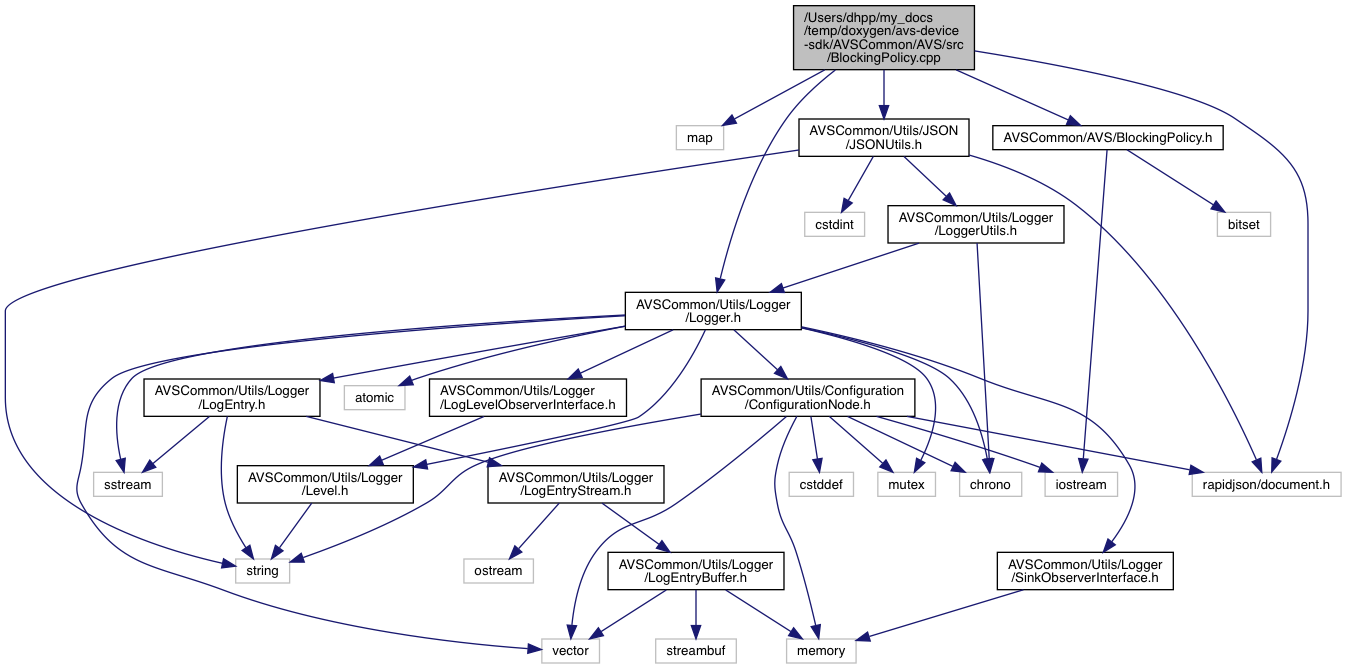 /Users/dhpp/my_docs
/temp/doxygen/avs-device
-sdk/AVSCommon/AVS/src
/BlockingPolicy.cpp
map
AVSCommon/Utils/JSON
/JSONUtils.h
AVSCommon/AVS/BlockingPolicy.h
cstdint
AVSCommon/Utils/Logger
/LoggerUtils.h
bitset
AVSCommon/Utils/Logger
/Logger.h
AVSCommon/Utils/Logger
/LogEntry.h
atomic
AVSCommon/Utils/Logger
/LogLevelObserverInterface.h
AVSCommon/Utils/Configuration
/ConfigurationNode.h
sstream
AVSCommon/Utils/Logger
/Level.h
AVSCommon/Utils/Logger
/LogEntryStream.h
cstddef
mutex
chrono
iostream
rapidjson/document.h
string
ostream
AVSCommon/Utils/Logger
/LogEntryBuffer.h
AVSCommon/Utils/Logger
/SinkObserverInterface.h
vector
streambuf
memory